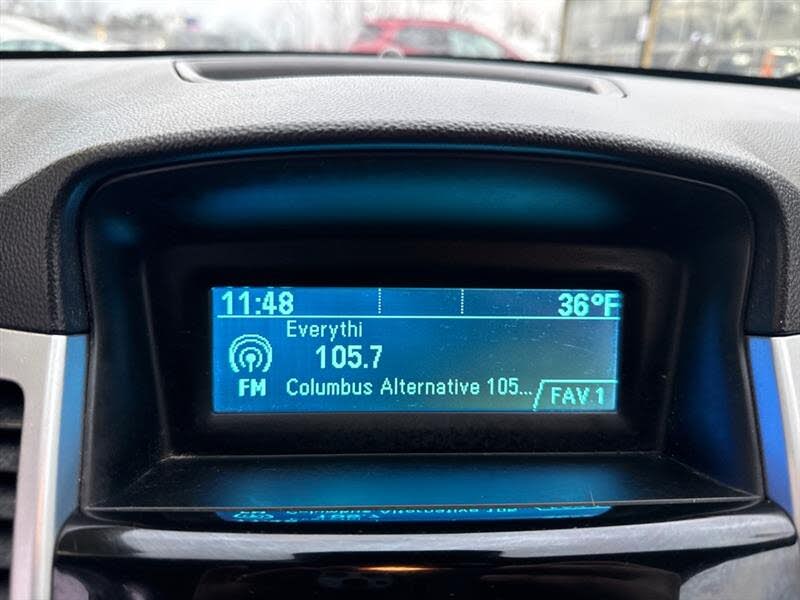 11:48 36°F
Everythi
105.7
FM Columbus Alternative 105... FAV 1